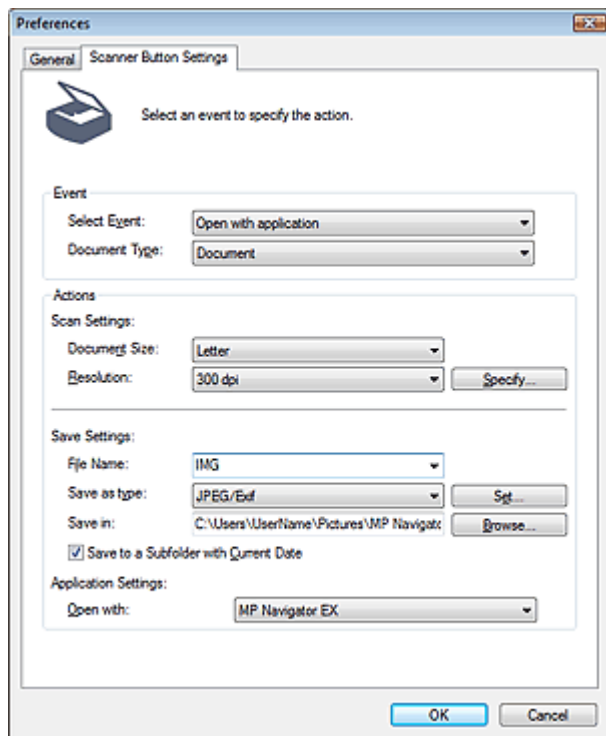 Preferences
General
Scanner Button Settings
Select an event to specify the action.
Event
Select Event:
Open with application
Document Type:
Document
Actions
Scan Settings:
Document Size:
Letter
Resolution:
300 dpi
Specify...
Save Settings:
File Name:
IMG
Save as type:
JPEG/Exif
Set...
Save in:
C:\Users\UserName\Pictures\MP Navigato
Browse...
Save to a Subfolder with Current Date
Application Settings:
Open with:
MP Navigator EX
OK
Cancel